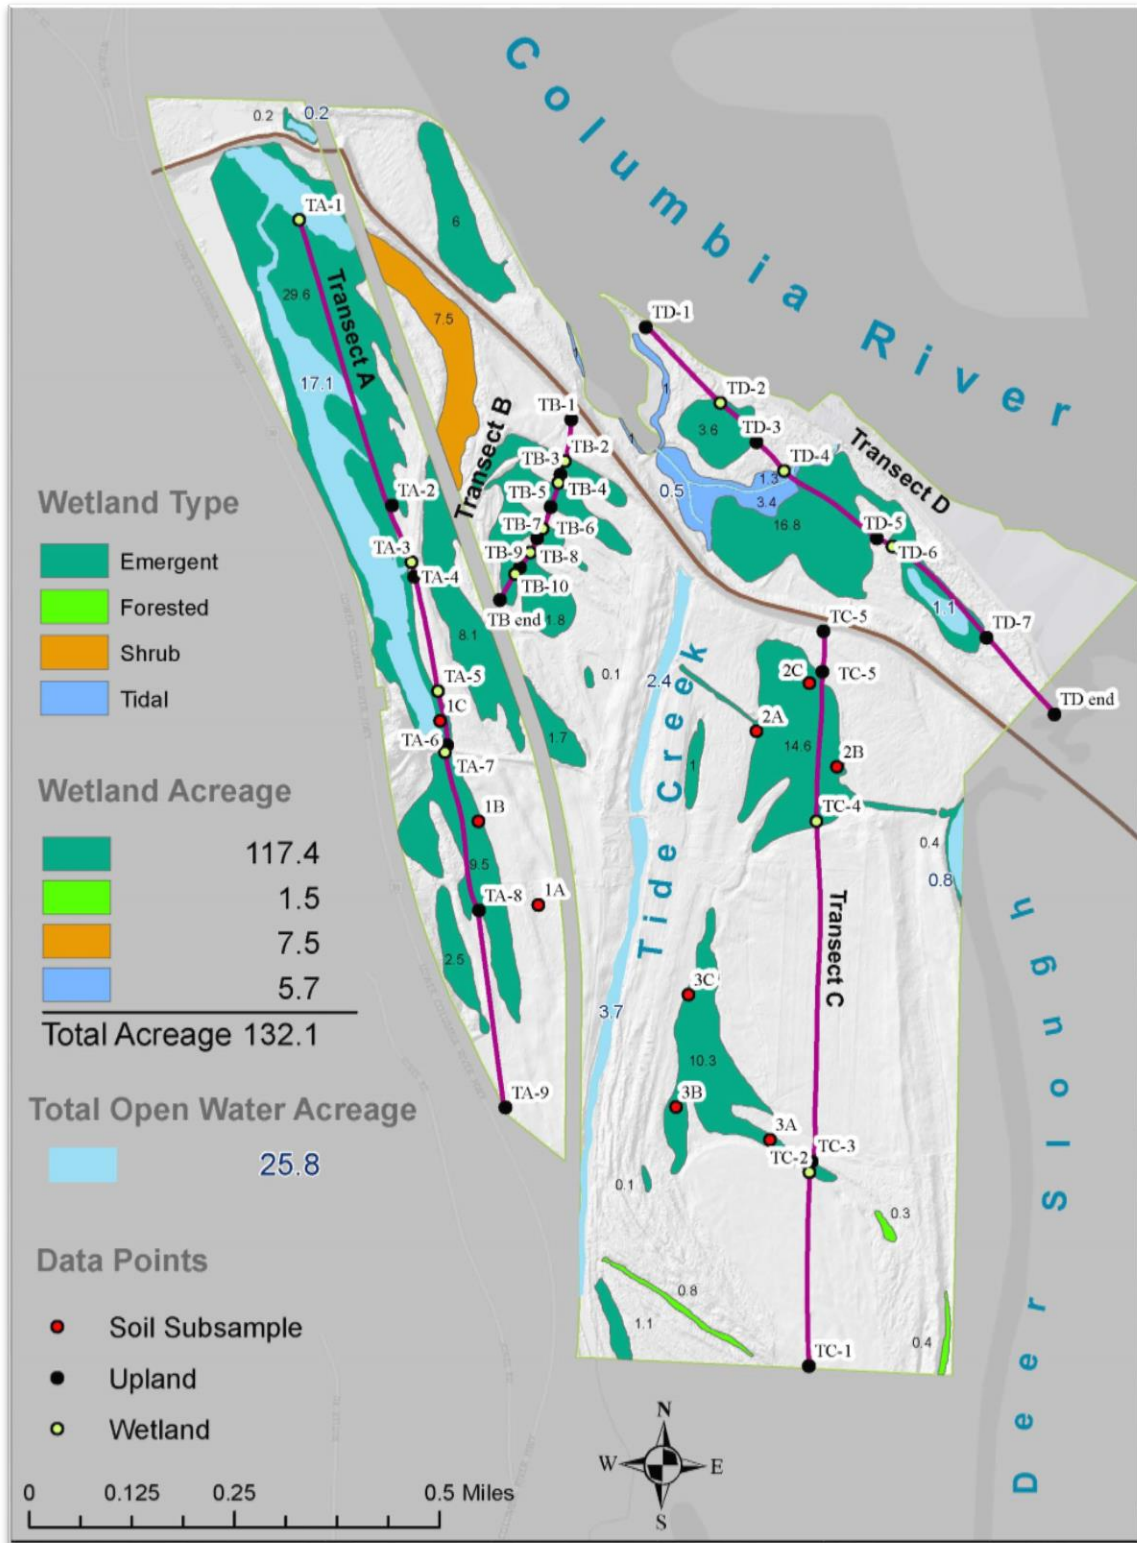 Columbia River
0.2
0.2
TA-1
6
29.6
Transect A
7.5
17.1
TD-1
1
1
1
TD-2
3.6
TD-3
TD-4
Transect D
1.3
3.4
0.5
16.8
TD-5
TD-6
1.1
TD-7
TD end
Transect B
TB-1
TB-2
TB-3
TB-4
TB-5
TB-6
TB-7
TB-8
TB-9
TB-10
TB end
1.8
TA-2
TA-3
TA-4
8.1
0.1
TC-5
TC-5
2C
2.4
2A
14.6
2B
TA-5
1C
TA-6
TA-7
1.7
1
TC-4
0.4
0.8
1B
9.5
1A
TA-8
2.5
Tide Creek
Transect C
3C
3.7
10.3
3B
3A
TC-3
TC-2
TA-9
0.1
0.3
0.8
1.1
0.4
TC-1
Deer Slough
Wetland Type
Emergent
Forested
Shrub
Tidal
Wetland Acreage
117.4
1.5
7.5
5.7
Total Acreage 132.1
Total Open Water Acreage
25.8
Data Points
Soil Subsample
Upland
Wetland
N
W E
S
0 0.125 0.25 0.5 Miles